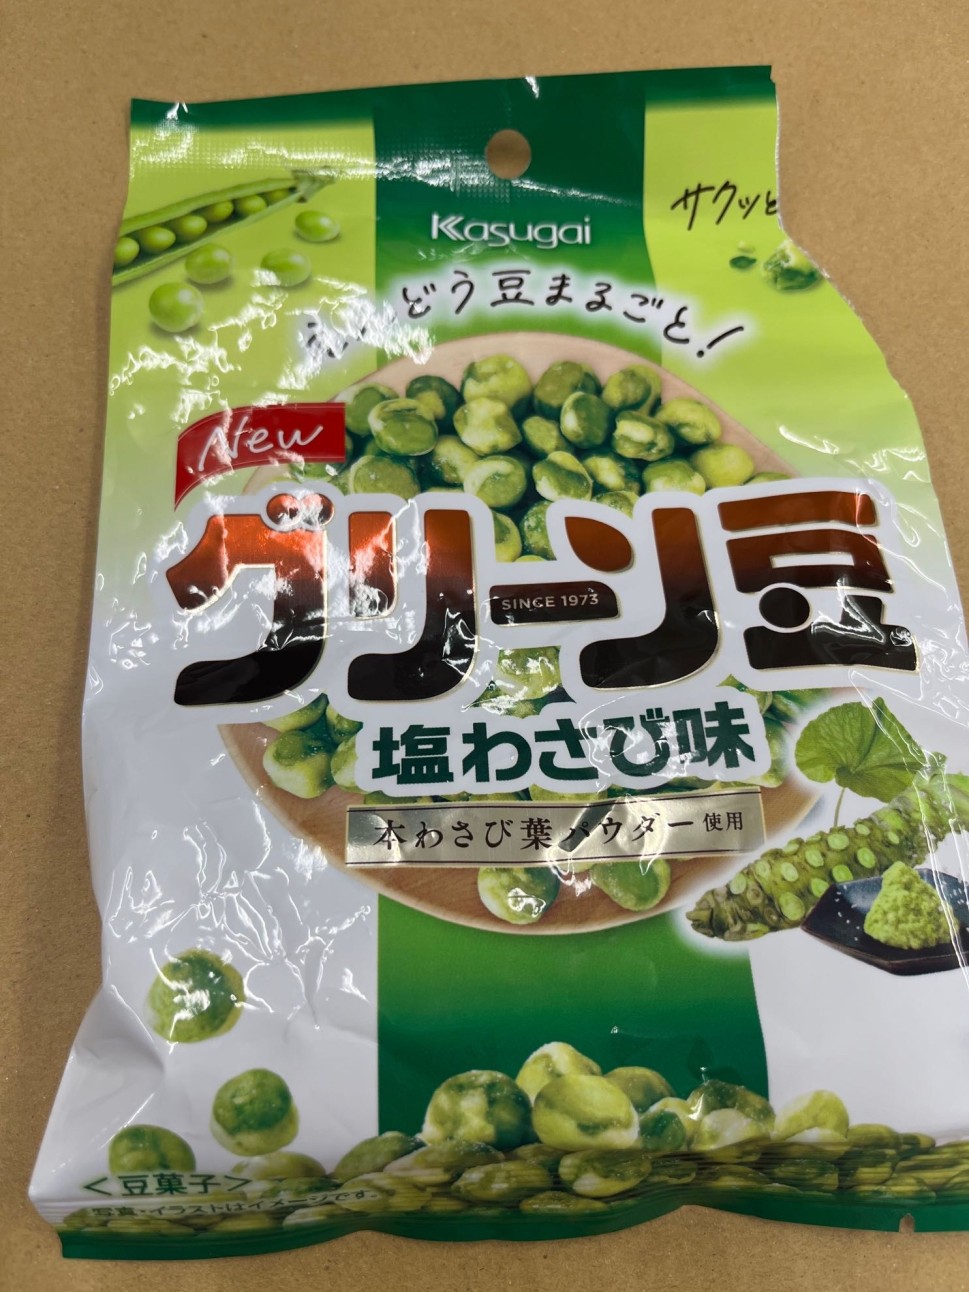 Kasugai
サクッと
どう豆まるごと!
New
グリーン豆
SINCE 1973
塩わさび味
本わさび葉パウダー使用
<豆菓子>
写真・イラストはイメージです。